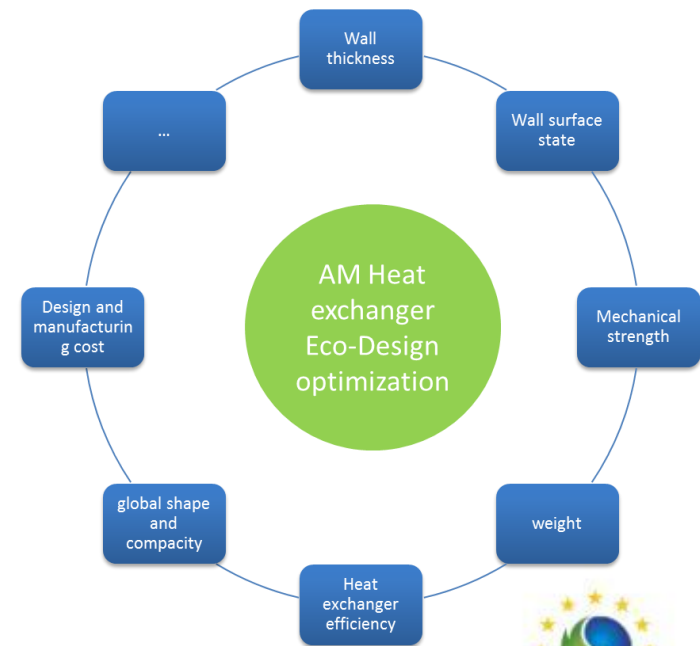 Wall
thickness
Wall surface
state
Mechanical
strength
weight
Heat
exchanger
efficiency
global shape
and
compacity
Design and
manufacturin
g cost
...
AM Heat
exchanger
Eco-Design
optimization